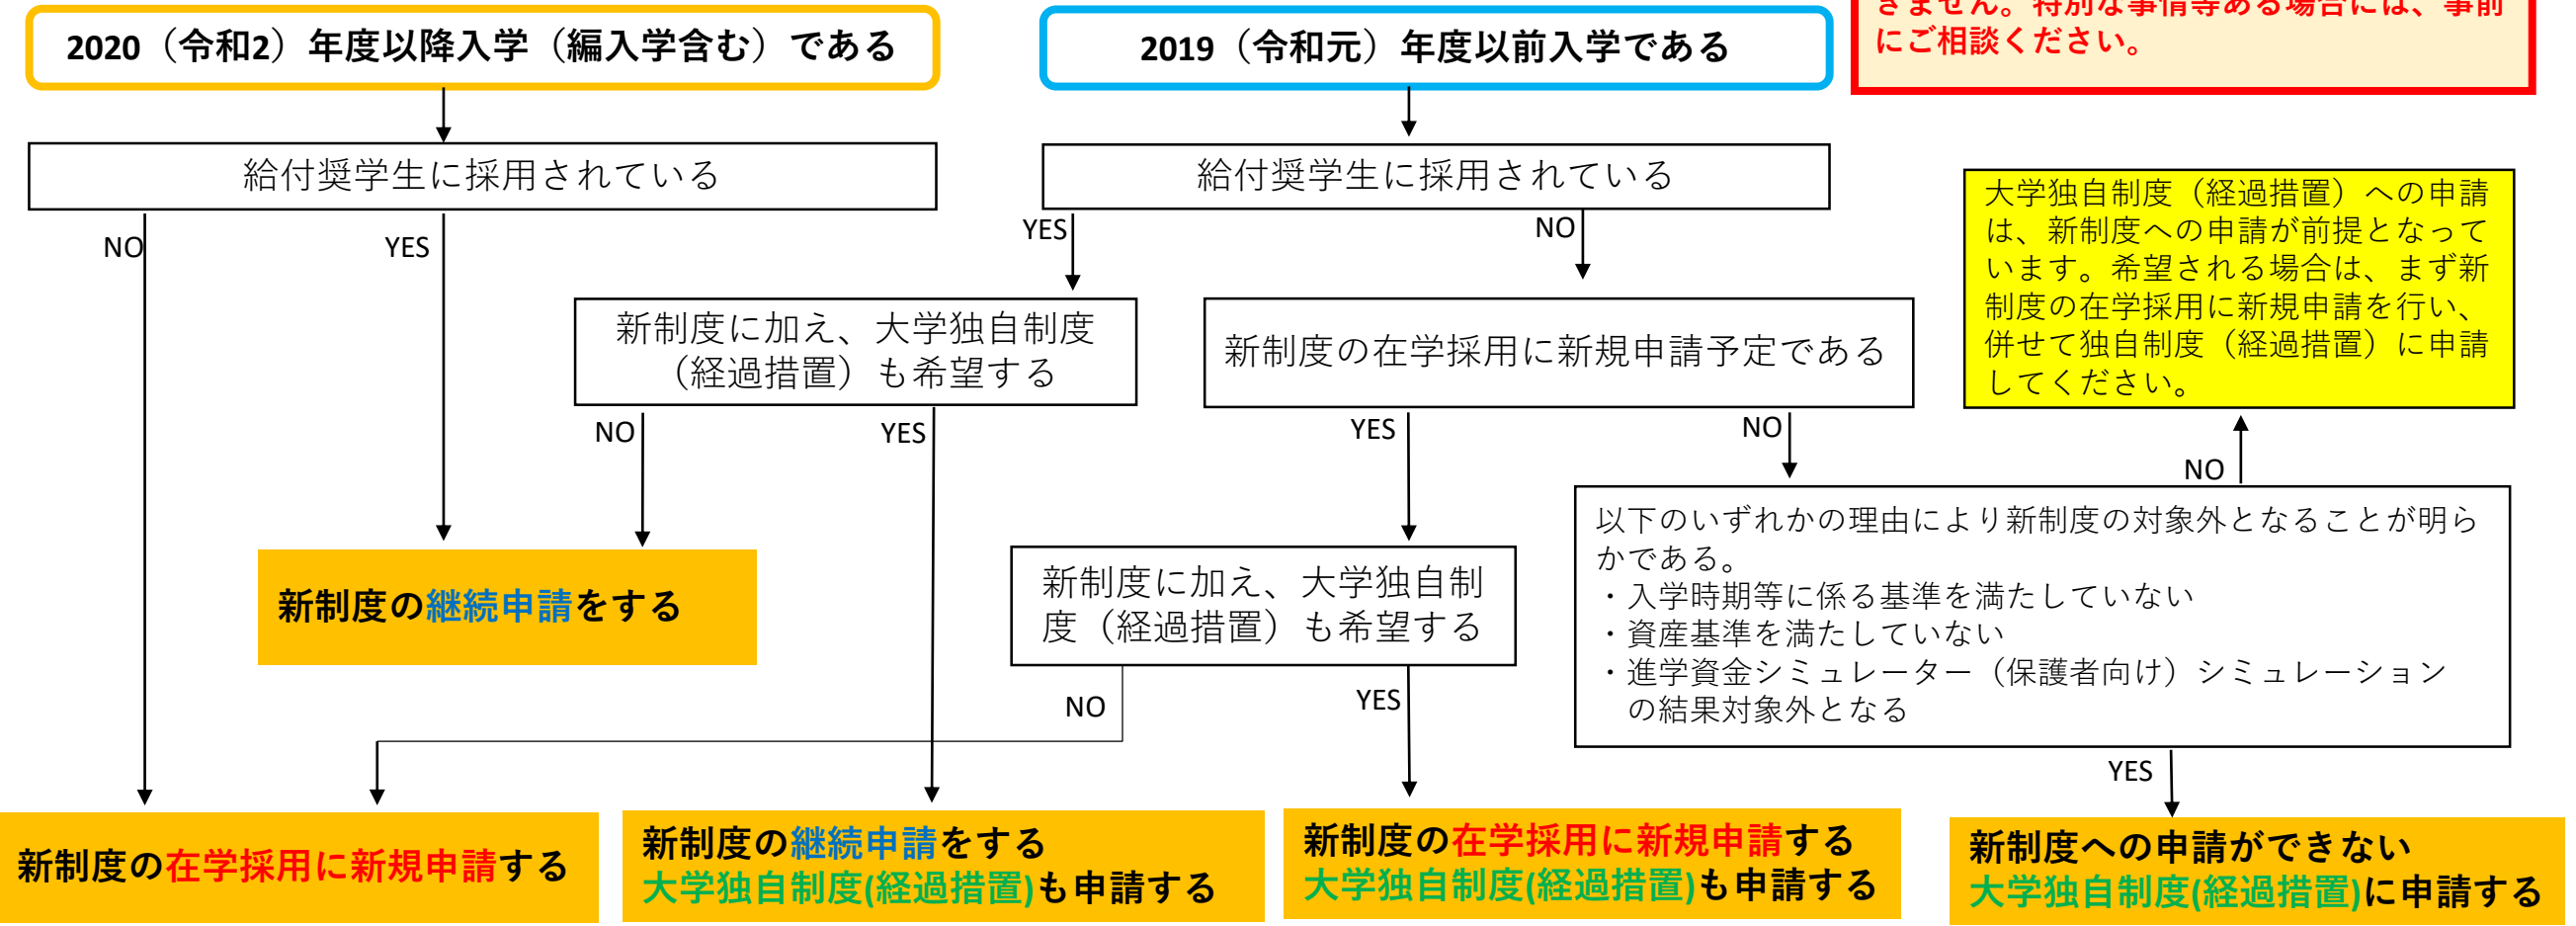 きません。特別な事情等ある場合には、事前
にご相談ください。
2020（令和2）年度以降入学（編入学含む）である
2019（令和元）年度以前入学である
給付奨学生に採用されている
給付奨学生に採用されている
NO
YES
YES
NO
大学独自制度（経過措置）への申請
は、新制度への申請が前提となって
います。希望される場合は、まず新
制度の在学採用に新規申請を行い、
併せて独自制度（経過措置）に申請
してください。
新制度に加え、大学独自制度
（経過措置）も希望する
新制度の在学採用に新規申請予定である
NO
YES
YES
NO
NO
以下のいずれかの理由により新制度の対象外となることが明ら
かである。
・入学時期等に係る基準を満たしていない
・資産基準を満たしていない
・進学資金シミュレーター（保護者向け）シミュレーション
の結果対象外となる
新制度の継続申請をする
新制度に加え、大学独自制
度（経過措置）も希望する
NO
YES
YES
新制度の在学採用に新規申請する
新制度の継続申請をする
大学独自制度(経過措置)も申請する
新制度の在学採用に新規申請する
大学独自制度(経過措置)も申請する
新制度への申請ができない
大学独自制度(経過措置)に申請する